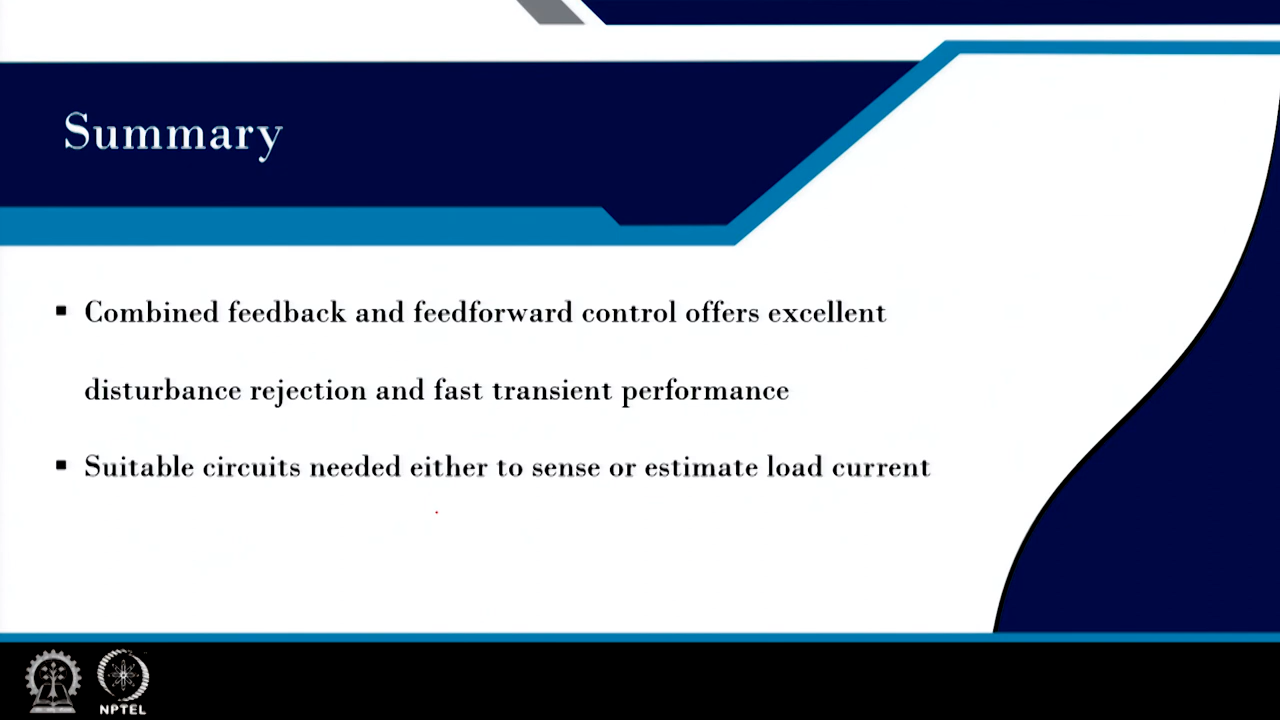 Summary
▪ Combined feedback and feedforward control offers excellent
disturbance rejection and fast transient performance
▪ Suitable circuits needed either to sense or estimate load current
NPTEL